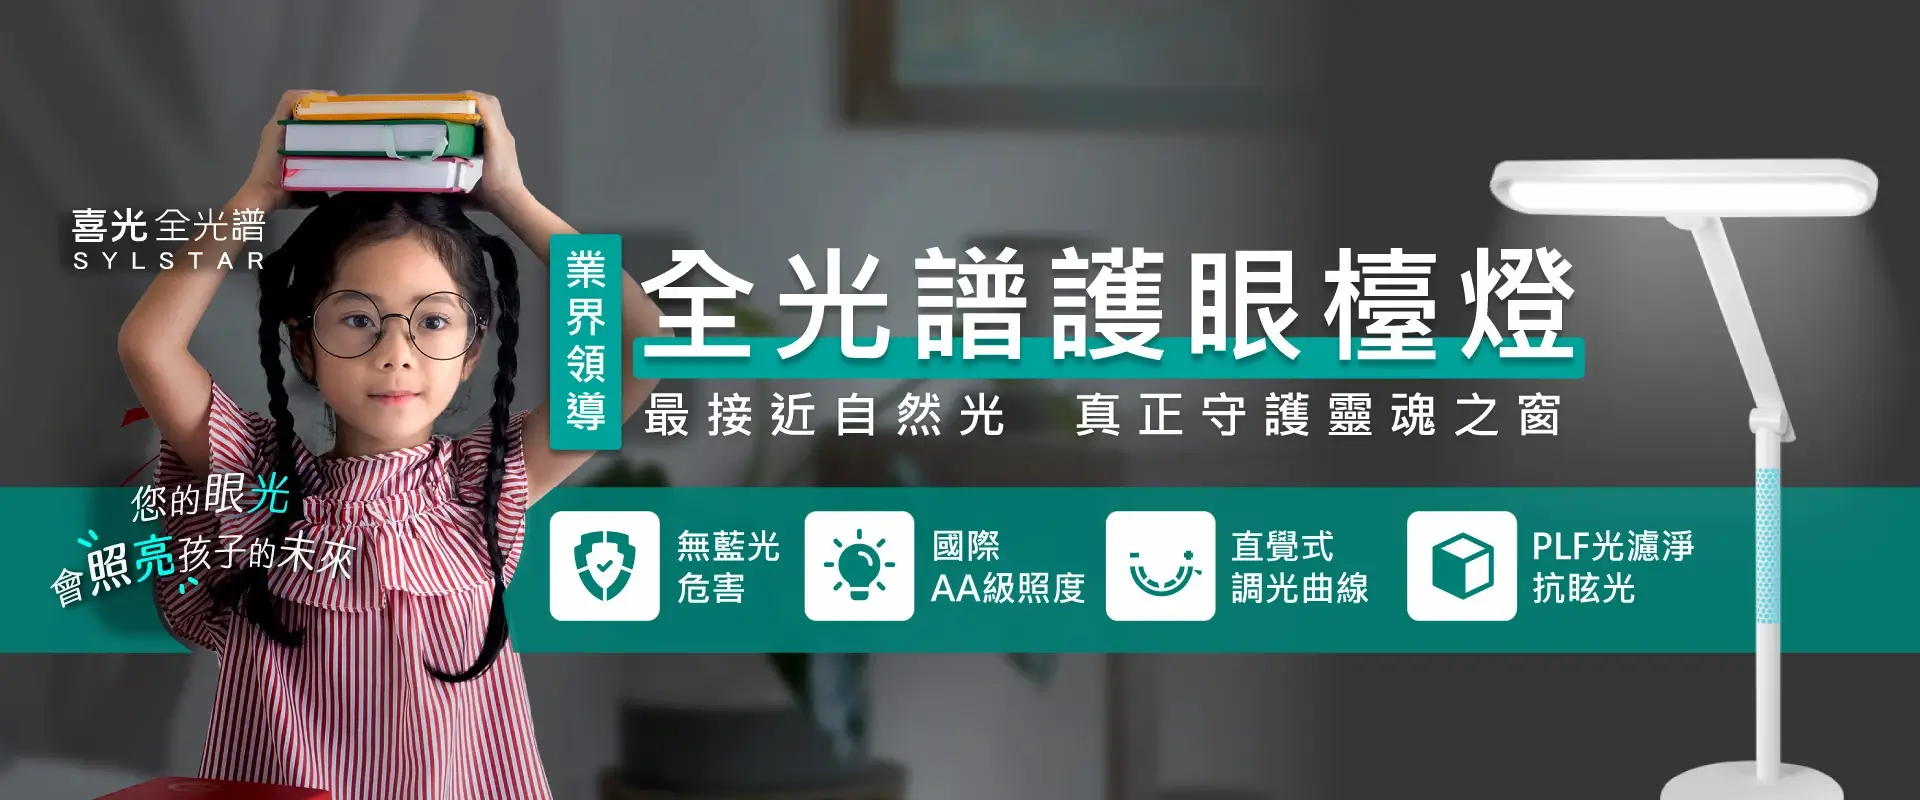 喜光 全光譜
SYLSTAR
您的眼光
會照亮孩子的未來
業界領導
全光譜護眼檯燈
最接近自然光 真正守護靈魂之窗
無藍光
危害
國際
AA級照度
直覺式
調光曲線
PLF光濾淨
抗眩光